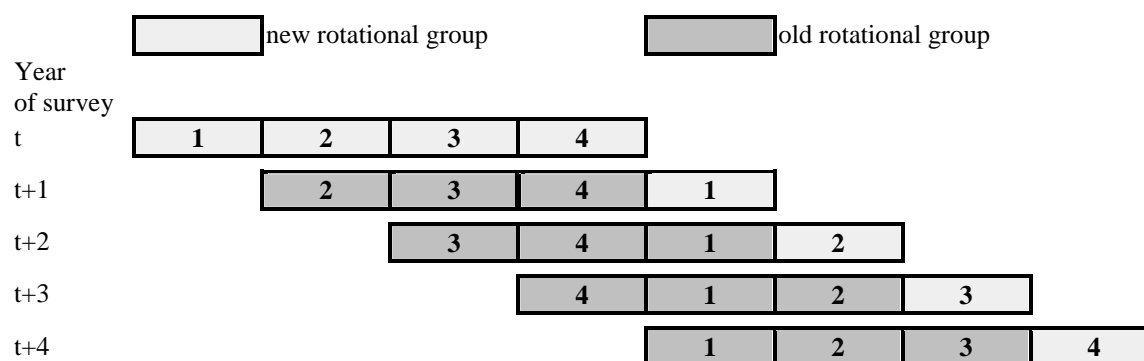 new rotational group old rotational group
Year
of survey
t 1 2 3 4
t+1 2 3 4 1
t+2 3 4 1 2
t+3 4 1 2 3
t+4 1 2 3 4